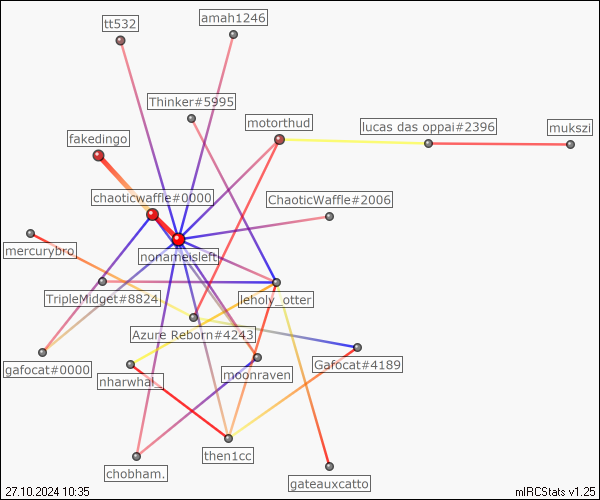 amah1246
tt532
Thinker#5995
motorthud
lucas das oppai#2396
mukszi
fakedingo
chaoticwaffle#0000
ChaoticWaffle#2006
mercurybro
nonameisleft
TripleMidget#8824
leholy_otter
Azure Reborn#4243
gafocat#0000
nharwhal_
moonraven
Gafocat#4189
then1cc
chobham.
gateauxcatto
27.10.2024 10:35
mIRCStats v1.25